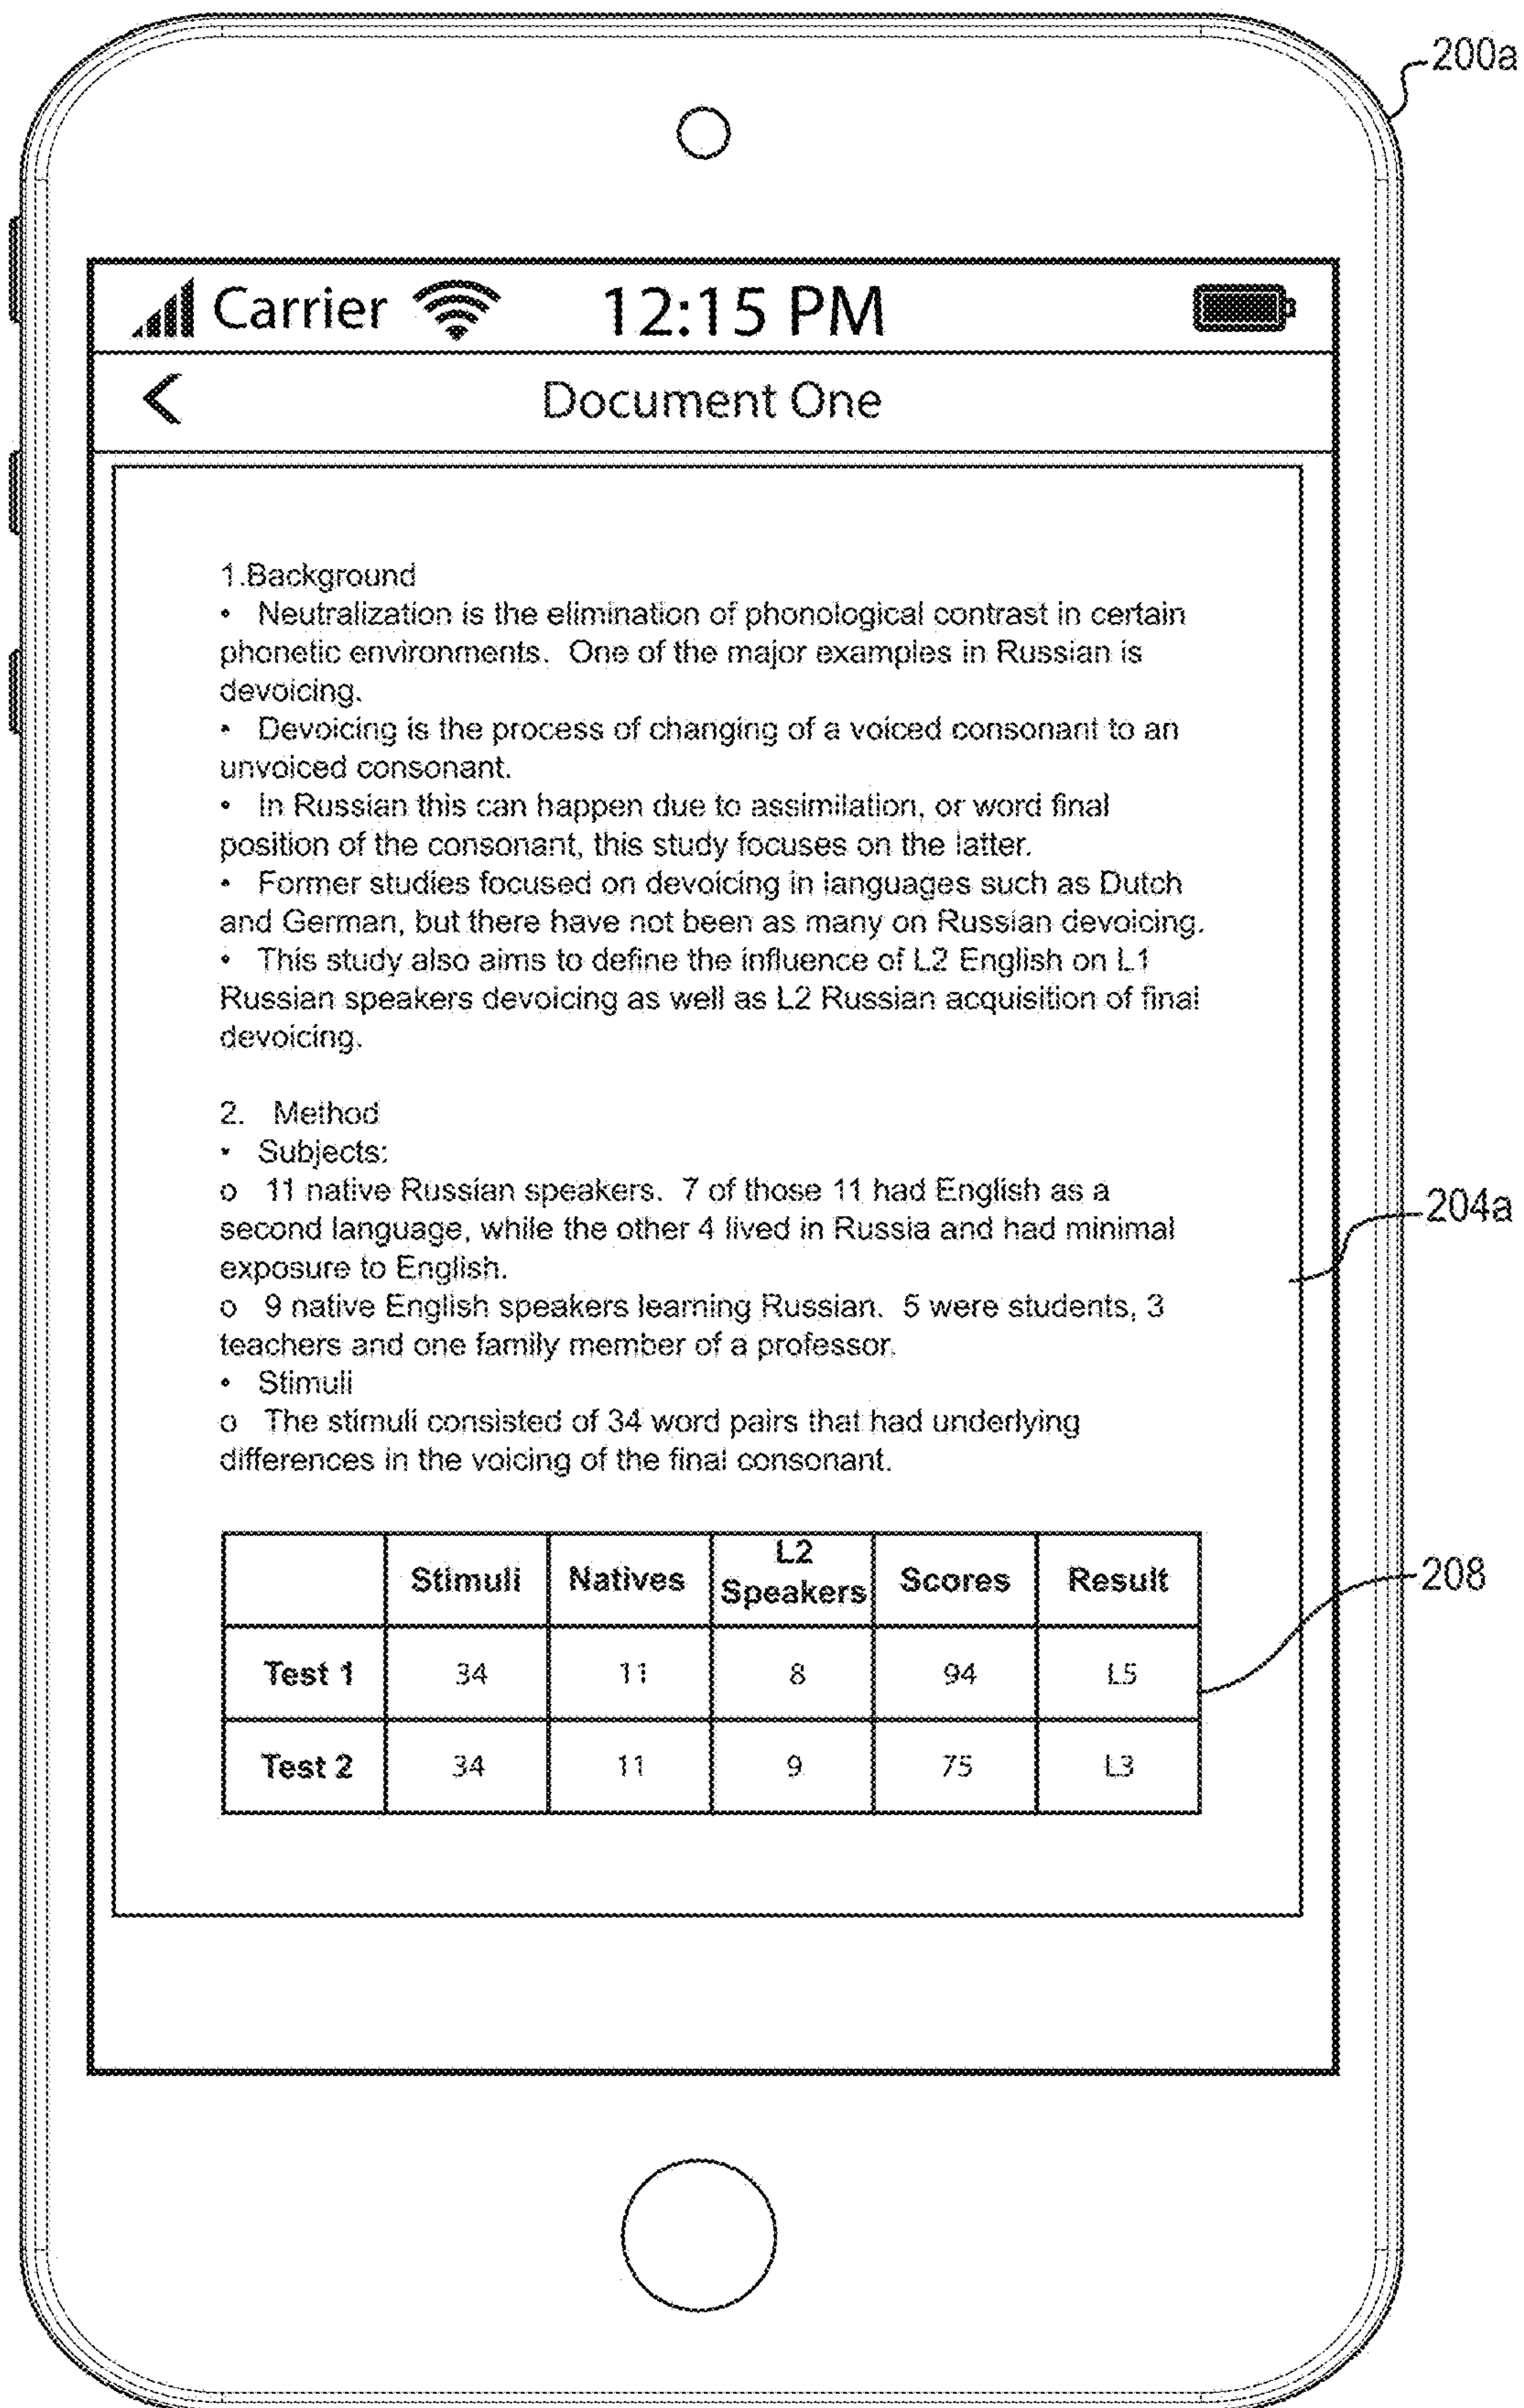 200a
Carrier 12:15 PM
< Document One
1.Background
• Neutralization is the elimination of phonological contrast in certain
phonetic environments. One of the major examples in Russian is
devoicing.
• Devoicing is the process of changing of a voiced consonant to an
unvoiced consonant.
• In Russian this can happen due to assimilation, or word final
position of the consonant, this study focuses on the latter.
• Former studies focused on devoicing in languages such as Dutch
and German, but there have not been as many on Russian devoicing.
• This study also aims to define the influence of L2 English on L1
Russian speakers devoicing as well as L2 Russian acquisition of final
devoicing.
2. Method
• Subjects:
o 11 native Russian speakers. 7 of those 11 had English as a
second language, while the other 4 lived in Russia and had minimal
exposure to English.
204a
o 9 native English speakers learning Russian. 5 were students, 3
teachers and one family member of a professor.
• Stimuli
o The stimuli consisted of 34 word pairs that had underlying
differences in the voicing of the final consonant.
Stimuli Natives L2 Speakers Scores Result
208
Test 1 34 11 8 94 L5
Test 2 34 11 9 75 L3